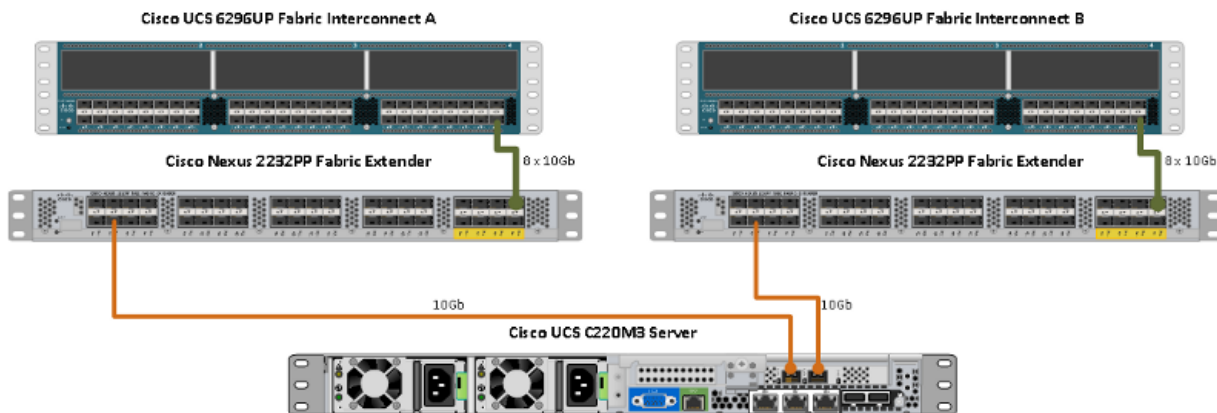 Cisco UCS 6296UP Fabric Interconnect A
Cisco UCS 6296UP Fabric Interconnect B
Cisco Nexus 2232PP Fabric Extender
8 x 10Gb
Cisco Nexus 2232PP Fabric Extender
8 x 10Gb
10Gb
10Gb
Cisco UCS C220M3 Server